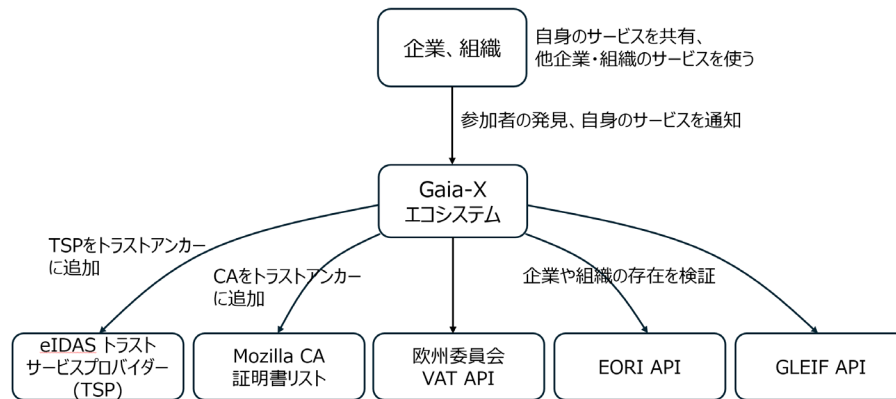 企業、組織
自身のサービスを共有、
他企業・組織のサービスを使う
参加者の発見、自身のサービスを通知
Gaia-X
エコシステム
TSPをトラストアンカー
に追加
CAをトラストアンカー
に追加
企業や組織の存在を検証
eIDAS トラスト
サービスプロバイダー
(TSP)
Mozilla CA
証明書リスト
欧州委員会
VAT API
EORI API
GLEIF API